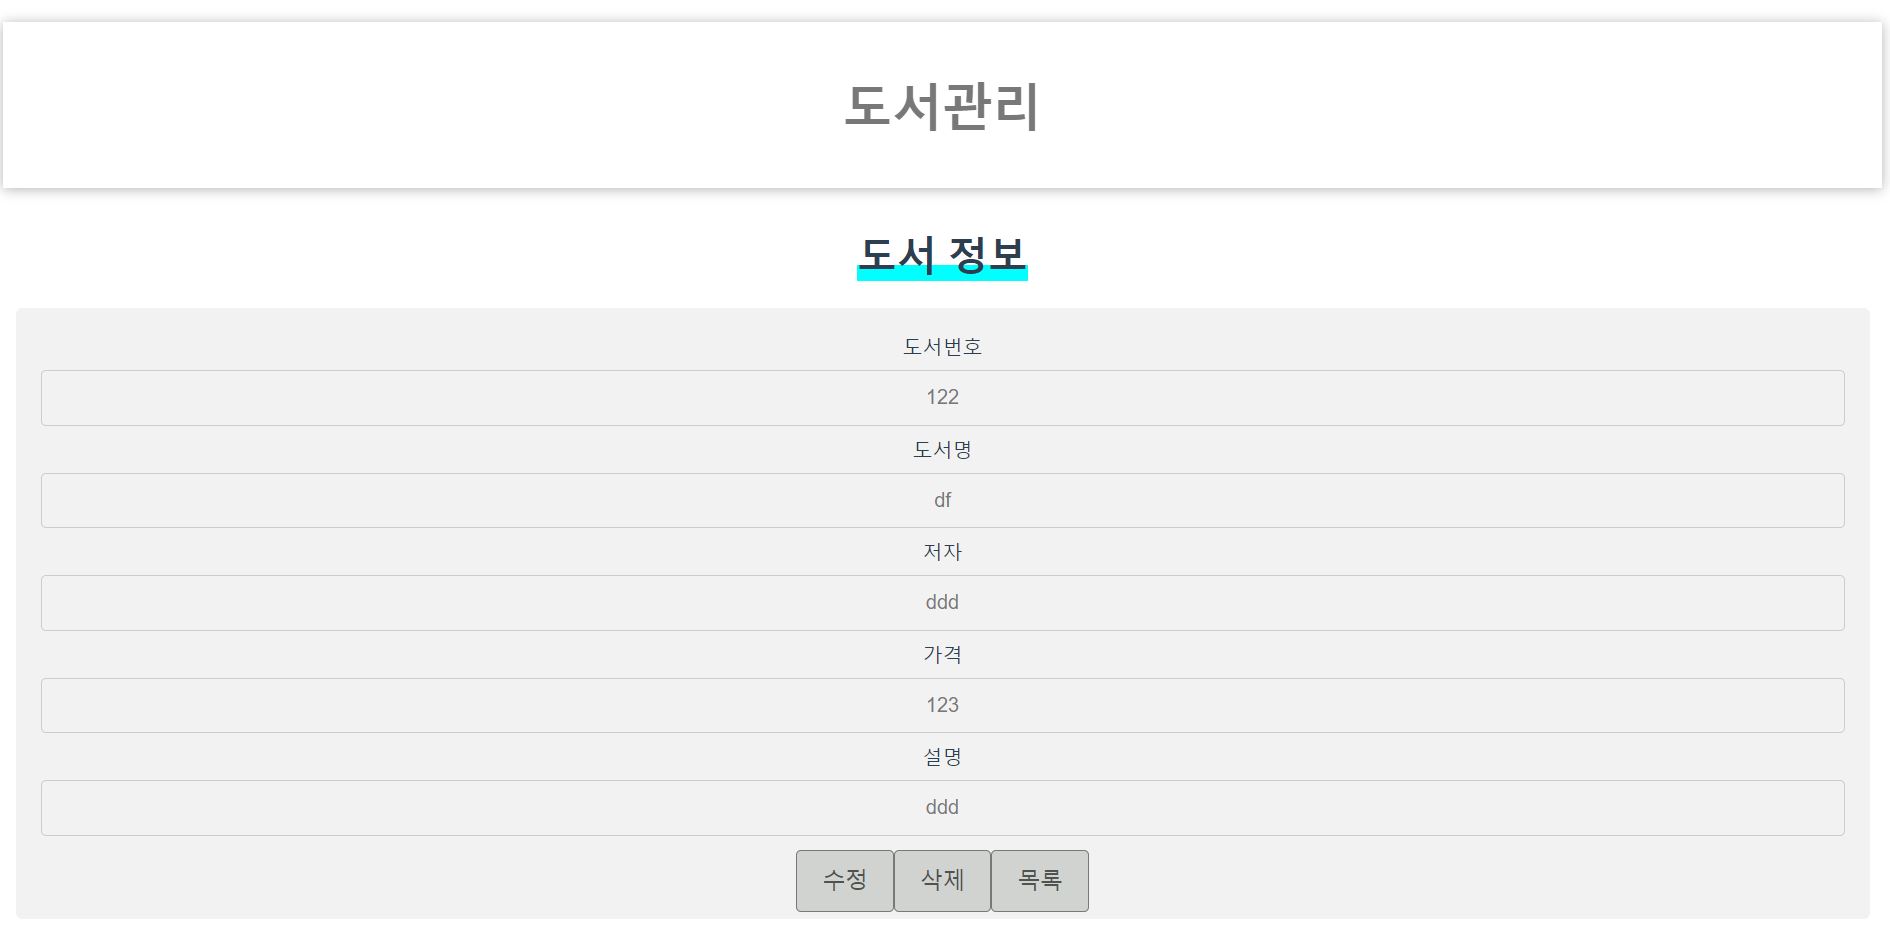 도서관리
도서 정보
도서번호
122
도서명
df
저자
ddd
가격
123
설명
ddd
수정 삭제 목록